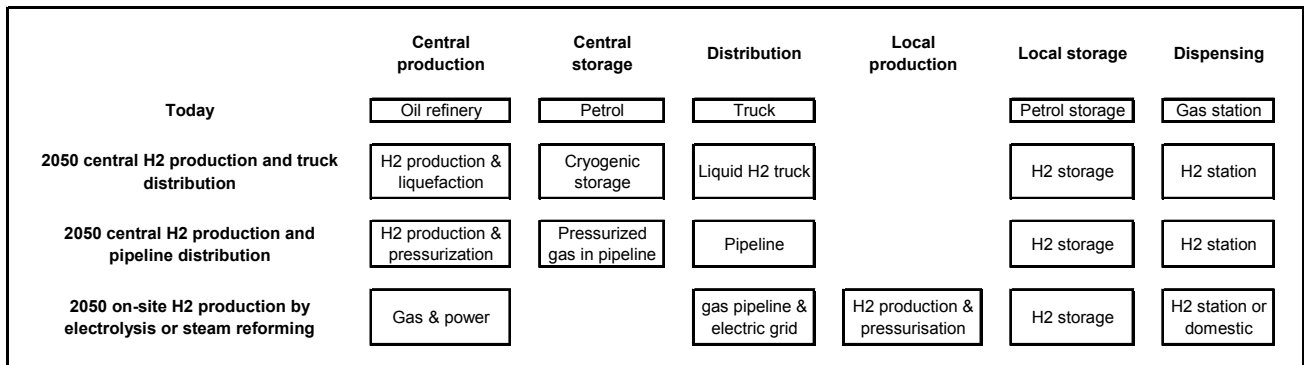 Central production
Central storage
Distribution
Local production
Local storage
Dispensing
Today
Oil refinery
Petrol
Truck
Petrol storage
Gas station
2050 central H2 production and truck
distribution
H2 production &
liquefaction
Cryogenic
storage
Liquid H2 truck
H2 storage
H2 station
2050 central H2 production and
pipeline distribution
H2 production &
pressurization
Pressurized
gas in pipeline
Pipeline
H2 storage
H2 station
2050 on-site H2 production by
electrolysis or steam reforming
Gas & power
gas pipeline &
electric grid
H2 production &
pressurisation
H2 storage
H2 station or
domestic